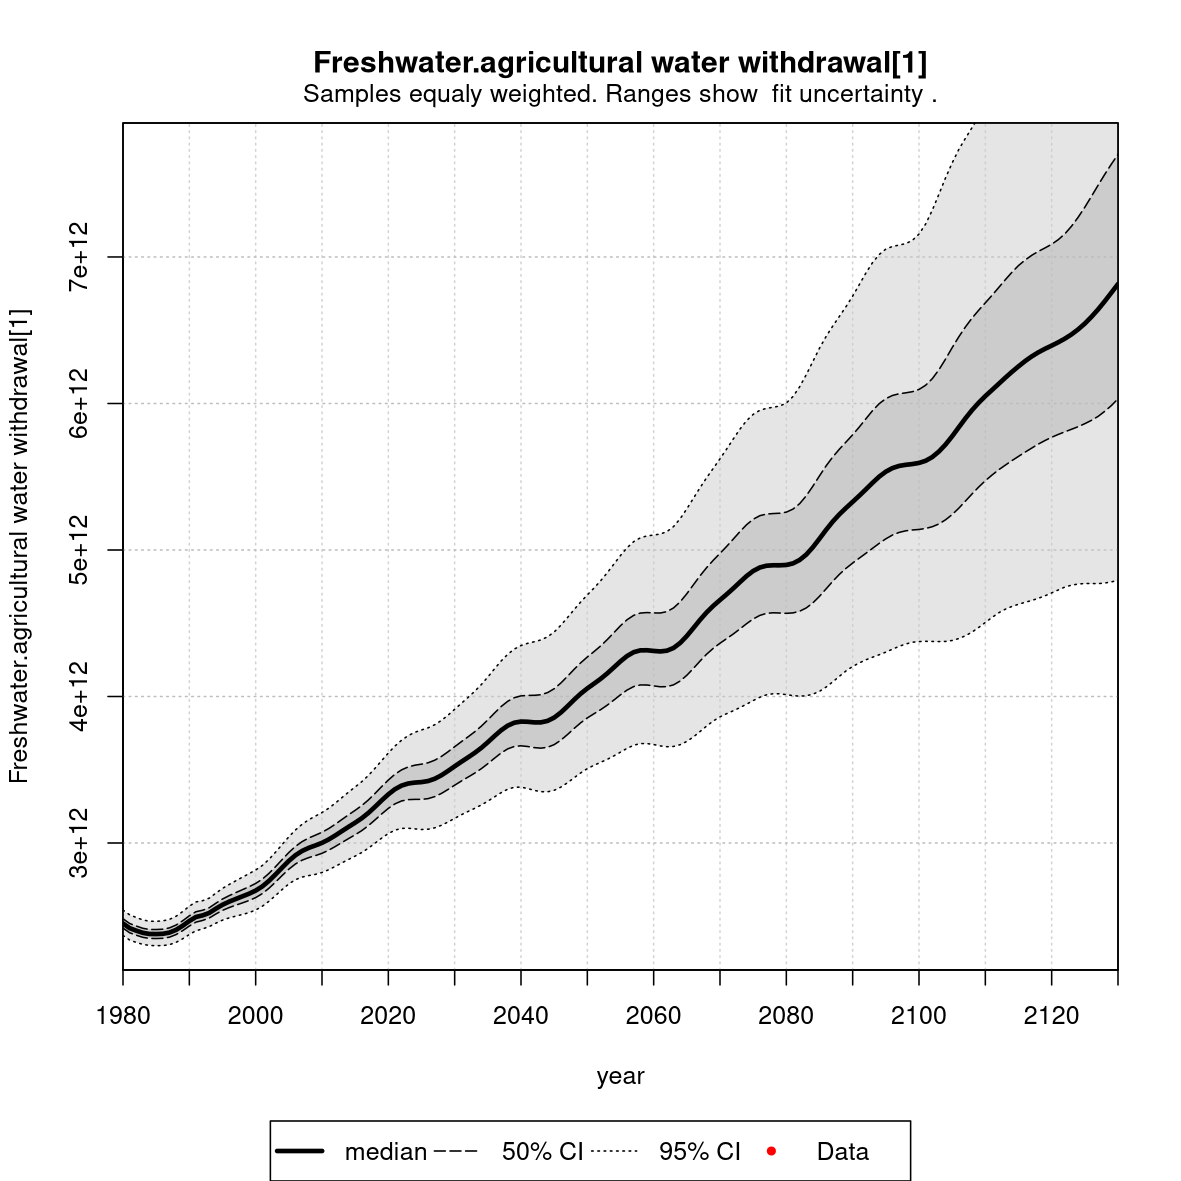 Freshwater.agricultural water withdrawal[1]
Samples equaly weighted. Ranges show  fit uncertainty .
Freshwater.agricultural water withdrawal[1]
7e+12
6e+12
5e+12
4e+12
3e+12
1980 2000 2020 2040 2060 2080 2100 2120
year
median 50% CI 95% CI Data